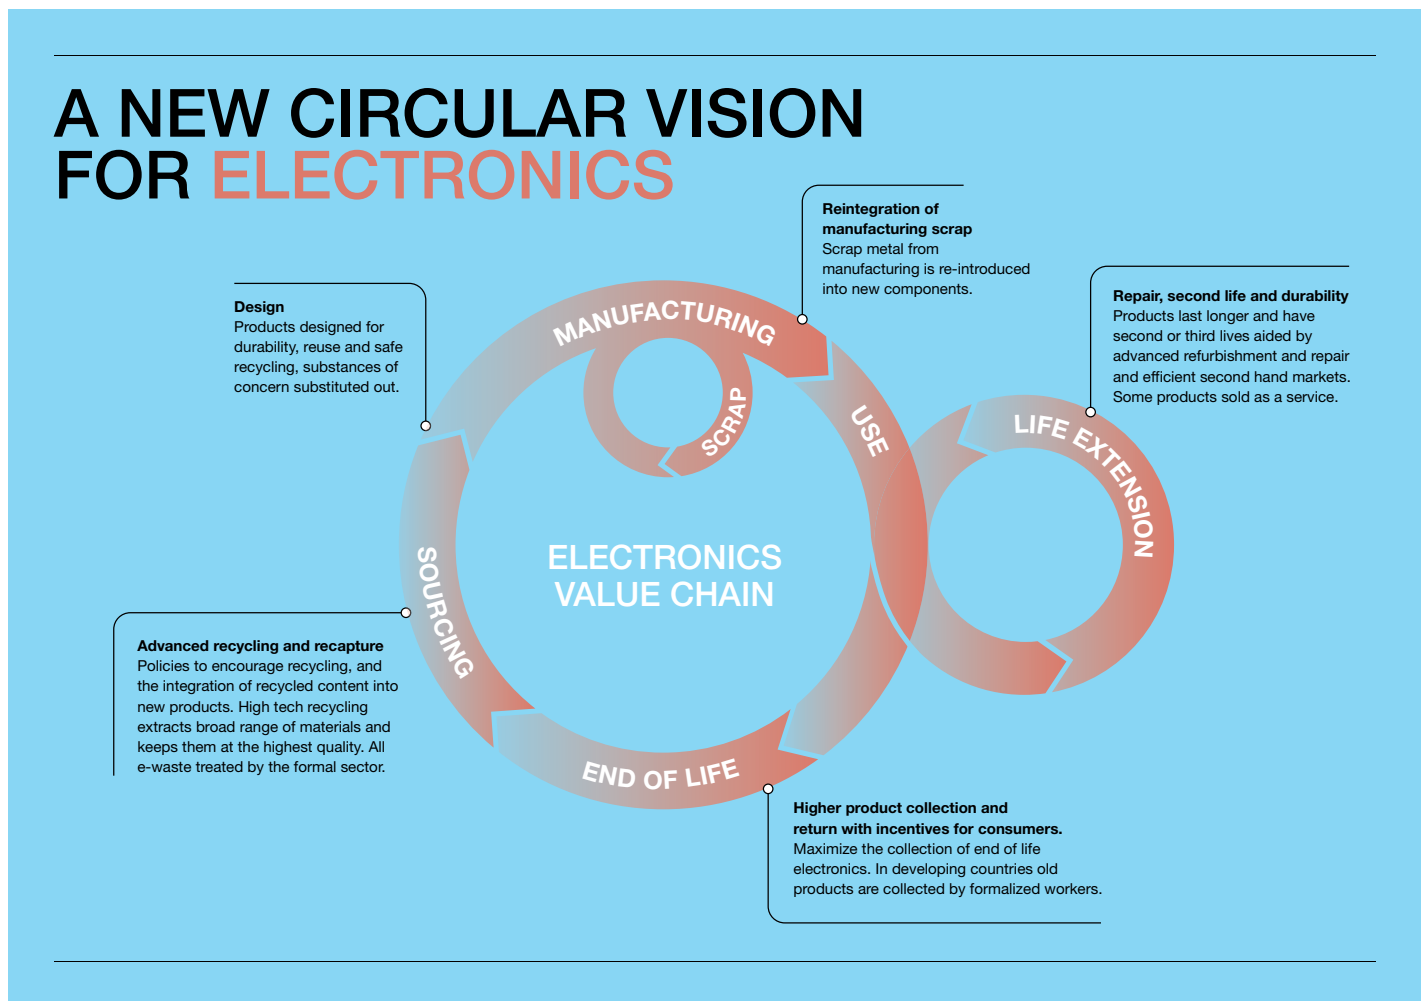 A NEW CIRCULAR VISION
FOR ELECTRONICS
Reintegration of
manufacturing scrap
Scrap metal from
manufacturing is re-introduced
into new components.
Repair, second life and durability
Products last longer and have
second or third lives aided by
advanced refurbishment and repair
and efficient second hand markets.
Some products sold as a service.
Design
Products designed for
durability, reuse and safe
recycling, substances of
concern substituted out.
MANUFACTURING
SCRAP
USE
LIFE EXTENSION
ELECTRONICS
VALUE CHAIN
SOURCING
END OF LIFE
Advanced recycling and recapture
Policies to encourage recycling, and
the integration of recycled content into
new products. High tech recycling
extracts broad range of materials and
keeps them at the highest quality. All
e-waste treated by the formal sector.
Higher product collection and
return with incentives for consumers.
Maximize the collection of end of life
electronics. In developing countries old
products are collected by formalized workers.